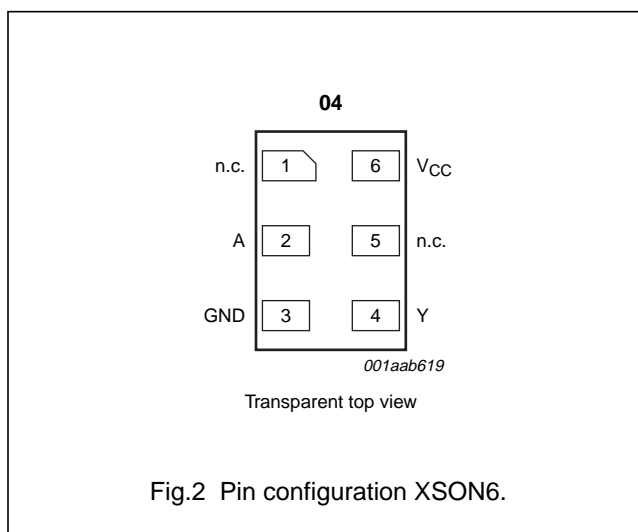 04
n.c. 1 6 VCC
A 2 5 n.c.
GND 3 4 Y
001aab619
Transparent top view
Fig.2 Pin configuration XSON6.